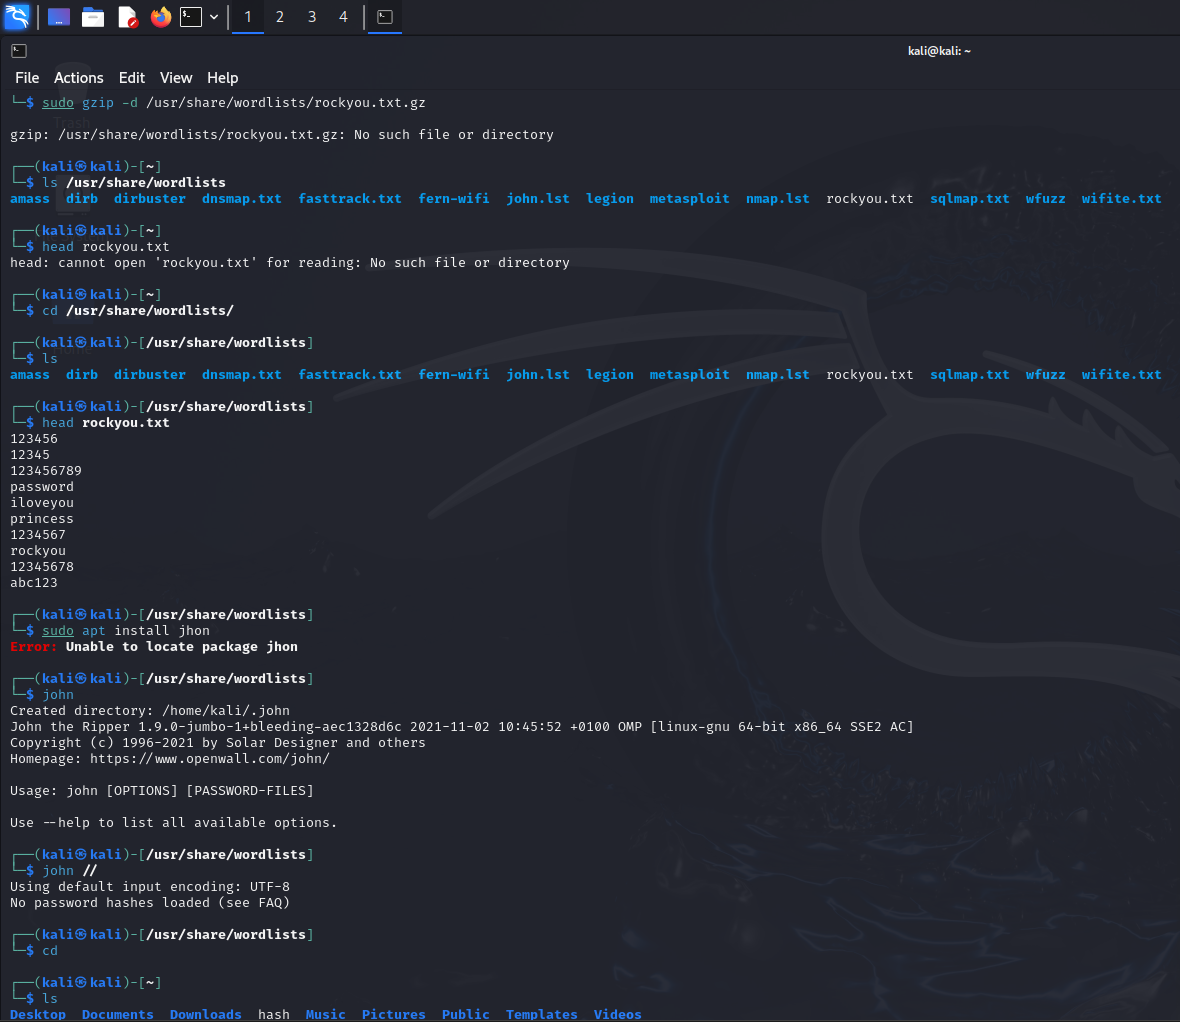 1 2 3 4
kali@kali: ~
File Actions Edit View Help
└─$ sudo gzip -d /usr/share/wordlists/rockyou.txt.gz
Trash
gzip: /usr/share/wordlists/rockyou.txt.gz: No such file or directory
┌──(kali㉿kali)-[~]
└─$ ls /usr/share/wordlists
amass dirb dirbuster dnsmap.txt fasttrack.txt fern-wifi john.lst legion metasploit nmap.lst rockyou.txt sqlmap.txt wfuzz wifite.txt
┌──(kali㉿kali)-[~]
└─$ head rockyou.txt
head: cannot open 'rockyou.txt' for reading: No such file or directory
┌──(kali㉿kali)-[~]
└─$ cd /usr/share/wordlists/
┌──(kali㉿kali)-[/usr/share/wordlists]
└─$ ls
amass dirb dirbuster dnsmap.txt fasttrack.txt fern-wifi john.lst legion metasploit nmap.lst rockyou.txt sqlmap.txt wfuzz wifite.txt
┌──(kali㉿kali)-[/usr/share/wordlists]
└─$ head rockyou.txt
123456
12345
123456789
password
iloveyou
princess
1234567
rockyou
12345678
abc123
┌──(kali㉿kali)-[/usr/share/wordlists]
└─$ sudo apt install jhon
Error: Unable to locate package jhon
┌──(kali㉿kali)-[/usr/share/wordlists]
└─$ john
Created directory: /home/kali/.john
John the Ripper 1.9.0-jumbo-1+bleeding-aec1328d6c 2021-11-02 10:45:52 +0100 OMP [linux-gnu 64-bit x86_64 SSE2 AC]
Copyright (c) 1996-2021 by Solar Designer and others
Homepage: https://www.openwall.com/john/
Usage: john [OPTIONS] [PASSWORD-FILES]
Use --help to list all available options.
┌──(kali㉿kali)-[/usr/share/wordlists]
└─$ john //
Using default input encoding: UTF-8
No password hashes loaded (see FAQ)
┌──(kali㉿kali)-[/usr/share/wordlists]
└─$ cd
┌──(kali㉿kali)-[~]
└─$ ls
Desktop Documents Downloads hash Music Pictures Public Templates Videos